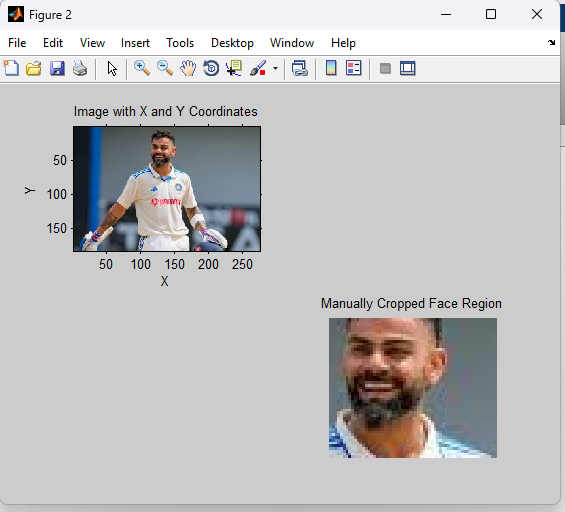 Figure 2
File Edit View Insert Tools Desktop Window Help
Image with X and Y Coordinates
Y
50
100
150
50 100 150 200 250
X
Manually Cropped Face Region